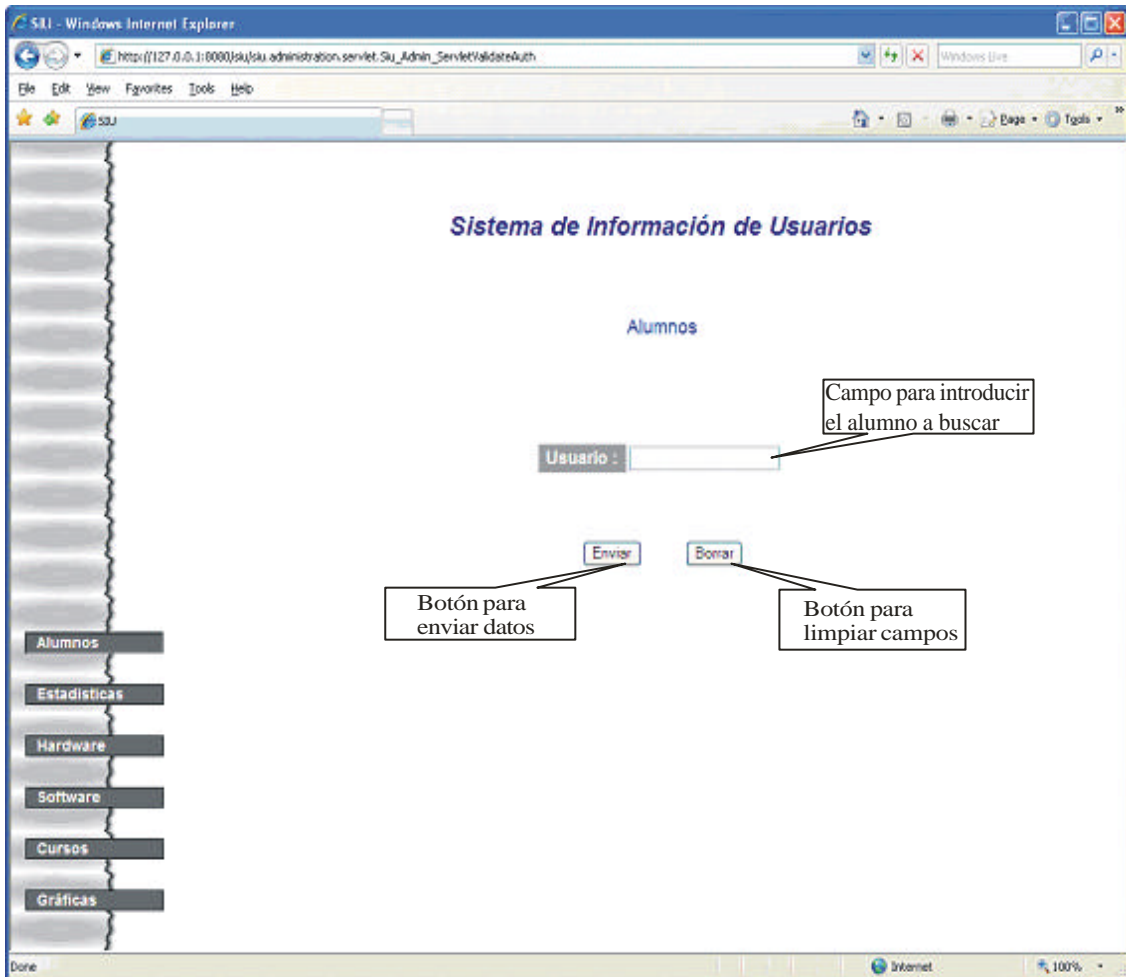 SIU - Windows Internet Explorer
http://127.0.0.1:8080/siu/siu.administration.servlet.Siu_Admin_ServletValidateAuth
Windows Live
File Edit View Favorites Tools Help
SIU
Page Tools
Sistema de Información de Usuarios
Alumnos
Campo para introducir
el alumno a buscar
Usuario :
Enviar Borrar
Botón para
enviar datos
Botón para
limpiar campos
Alumnos
Estadísticas
Hardware
Software
Cursos
Gráficas
Done Internet 100%